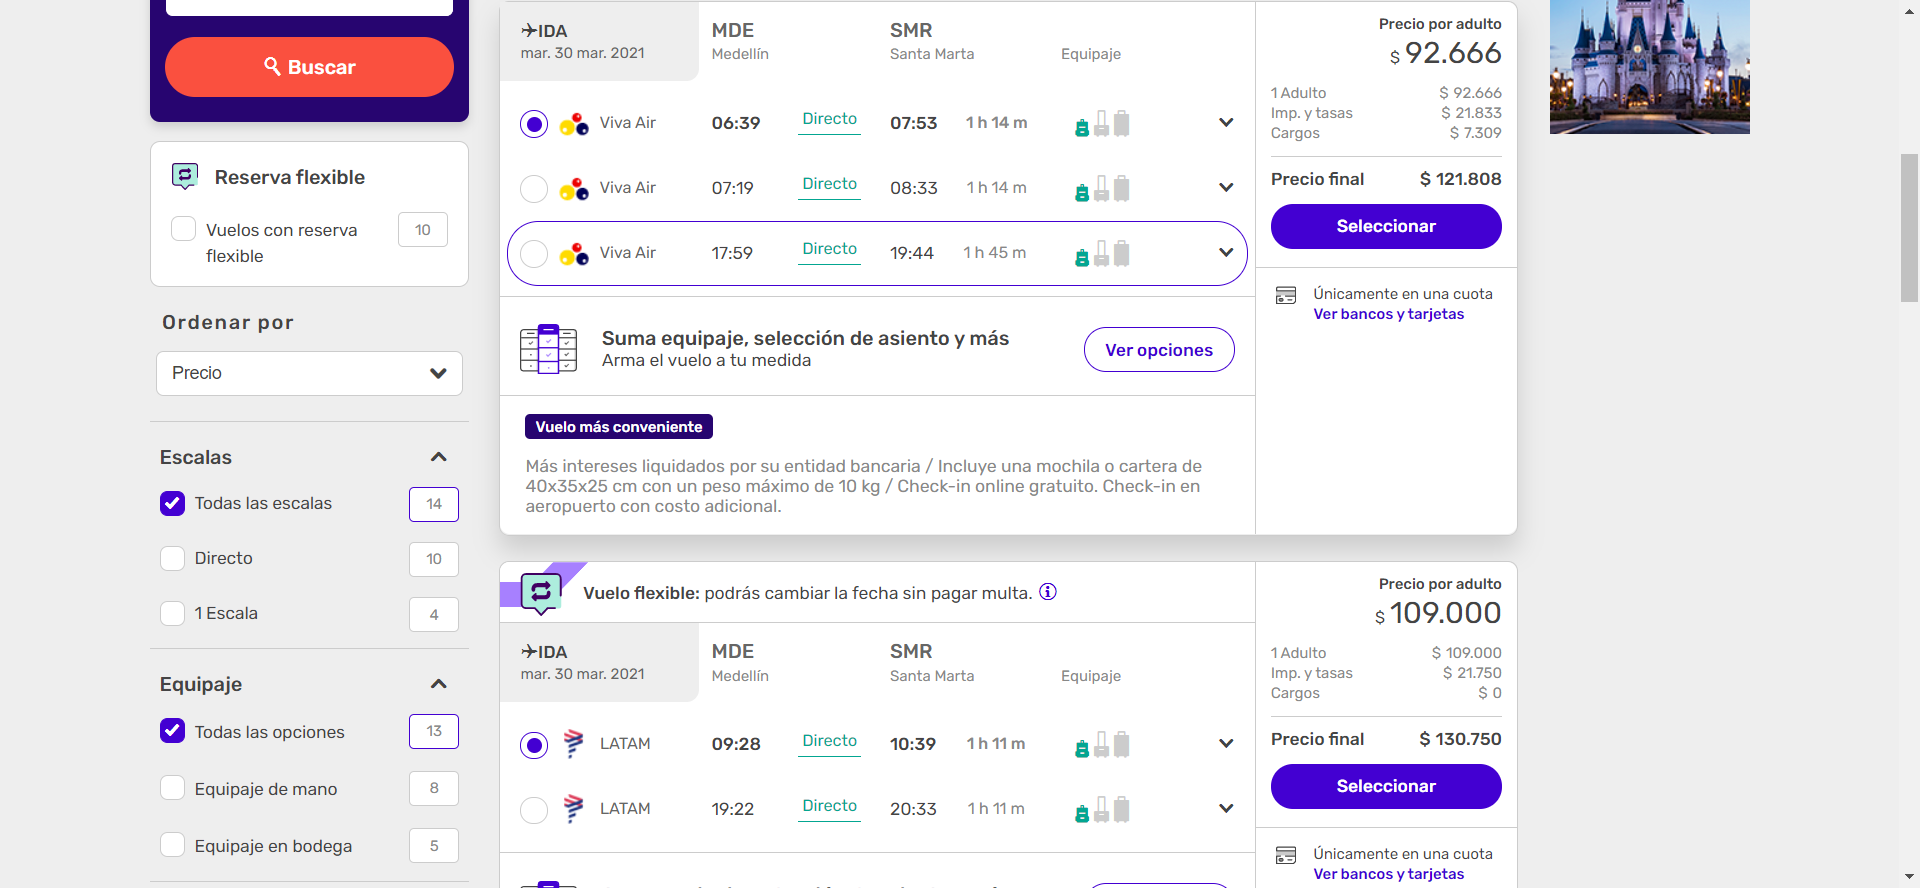 Buscar
Reserva flexible
Vuelos con reserva flexible 10
Ordenar por
Precio
Escalas
Todas las escalas 14
Directo 10
1 Escala 4
Equipaje
Todas las opciones 13
Equipaje de mano 8
Equipaje en bodega 5
IDA MDE SMR
mar. 30 mar. 2021 Medellín Santa Marta Equipaje
Viva Air 06:39 Directo 07:53 1 h 14 m
Viva Air 07:19 Directo 08:33 1 h 14 m
Viva Air 17:59 Directo 19:44 1 h 45 m
Suma equipaje, selección de asiento y más
Arma el vuelo a tu medida
Ver opciones
Vuelo más conveniente
Más intereses liquidados por su entidad bancaria / Incluye una mochila o cartera de
40x35x25 cm con un peso máximo de 10 kg / Check-in online gratuito. Check-in en
aeropuerto con costo adicional.
Precio por adulto
$ 92.666
1 Adulto $ 92.666
Imp. y tasas $ 21.833
Cargos $ 7.309
Precio final $ 121.808
Seleccionar
Únicamente en una cuota
Ver bancos y tarjetas
Vuelo flexible: podrás cambiar la fecha sin pagar multa.
IDA MDE SMR
mar. 30 mar. 2021 Medellín Santa Marta Equipaje
LATAM 09:28 Directo 10:39 1 h 11 m
LATAM 19:22 Directo 20:33 1 h 11 m
Precio por adulto
$ 109.000
1 Adulto $ 109.000
Imp. y tasas $ 21.750
Cargos $ 0
Precio final $ 130.750
Seleccionar
Únicamente en una cuota
Ver bancos y tarjetas